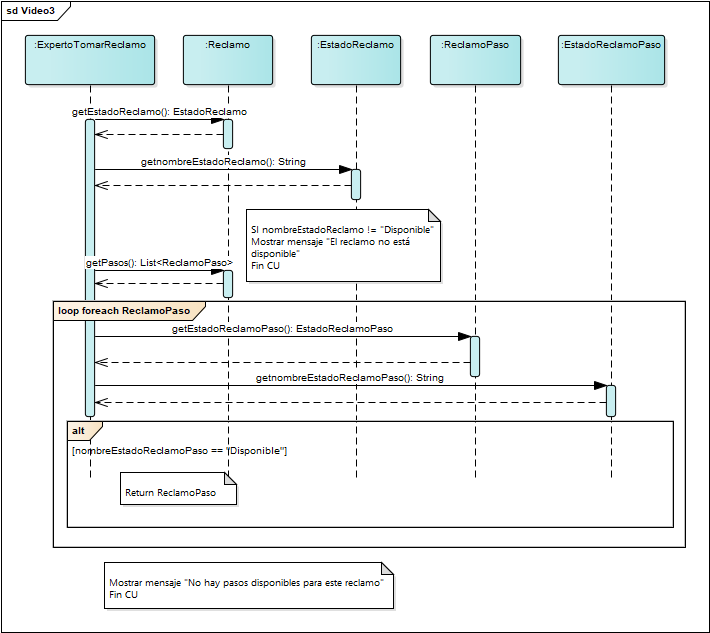 sd Video3
:ExpertoTomarReclamo
:Reclamo
:EstadoReclamo
:ReclamoPaso
:EstadoReclamoPaso
getEstadoReclamo(): EstadoReclamo
getnombreEstadoReclamo(): String
SI nombreEstadoReclamo != "Disponible"
Mostrar mensaje "El reclamo no está
disponible"
Fin CU
getPasos(): List<ReclamoPaso>
loop foreach ReclamoPaso
getEstadoReclamoPaso(): EstadoReclamoPaso
getnombreEstadoReclamoPaso(): String
alt
[nombreEstadoReclamoPaso == "Disponible"]
Return ReclamoPaso
Mostrar mensaje "No hay pasos disponibles para este reclamo"
Fin CU